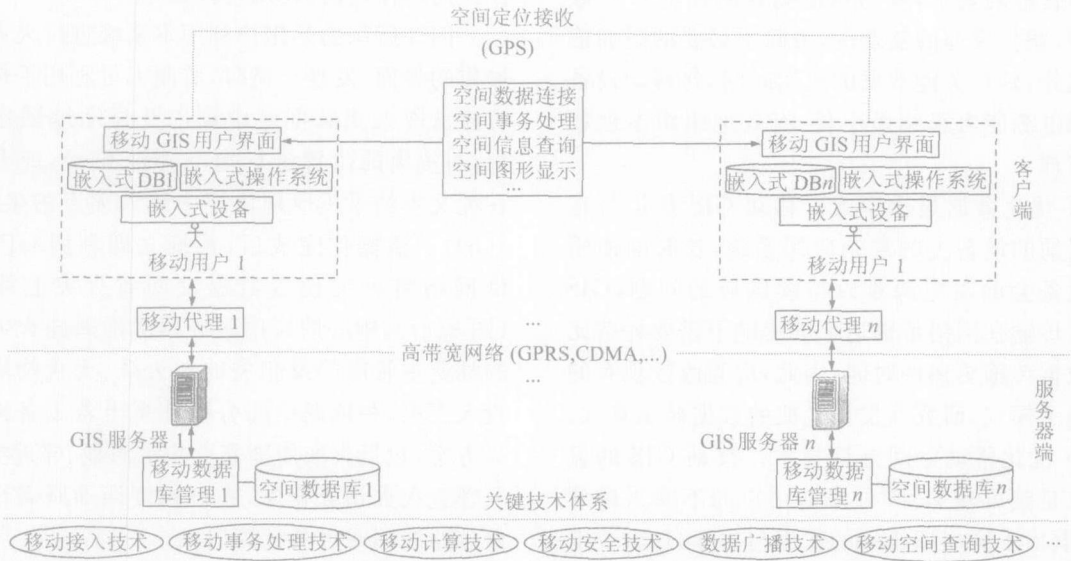 空间定位接收
(GPS)
空间数据连接
空间事务处理
空间信息查询
空间图形显示
...
移动 GIS 用户界面
嵌入式 DB1
嵌入式操作系统
嵌入式设备
移动用户 1
移动 GIS 用户界面
嵌入式 DBn
嵌入式操作系统
嵌入式设备
移动用户 1
客户端
移动代理 1
...
移动代理 n
高带宽网络 (GPRS,CDMA,...)
...
GIS 服务器 1
GIS 服务器 n
服务器端
移动数据
库管理 1
空间数据库 1
移动数据
库管理 n
空间数据库 n
关键技术体系
移动接入技术
移动事务处理技术
移动计算技术
移动安全技术
数据广播技术
移动空间查询技术
...